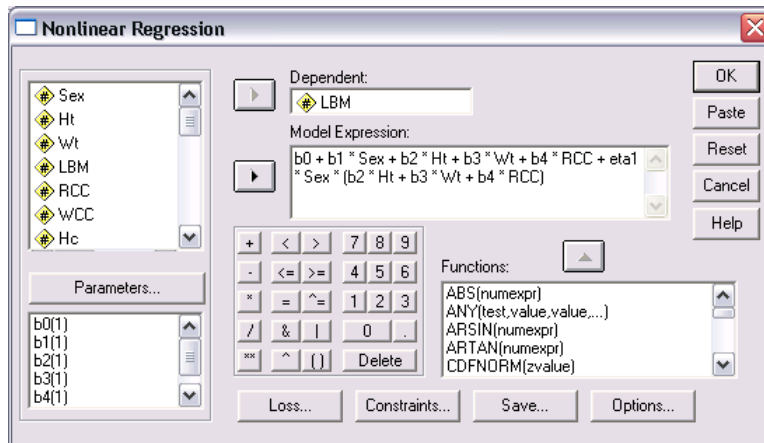 Nonlinear Regression
Sex
Ht
Wt
LBM
RCC
WCC
Hc
Parameters...
b0(1)
b1(1)
b2(1)
b3(1)
b4(1)
Dependent:
LBM
Model Expression:
b0 + b1 * Sex + b2 * Ht + b3 * Wt + b4 * RCC + eta1
* Sex * (b2 * Ht + b3 * Wt + b4 * RCC)
+ < > 7 8 9
- <= >= 4 5 6
* = ^= 1 2 3
/ & | 0 .
** ^ () Delete
Functions:
ABS(numexpr)
ANY(test,value,value,...)
ARSIN(numexpr)
ARTAN(numexpr)
CDFNORM(zvalue)
Loss... Constraints... Save... Options...
OK
Paste
Reset
Cancel
Help